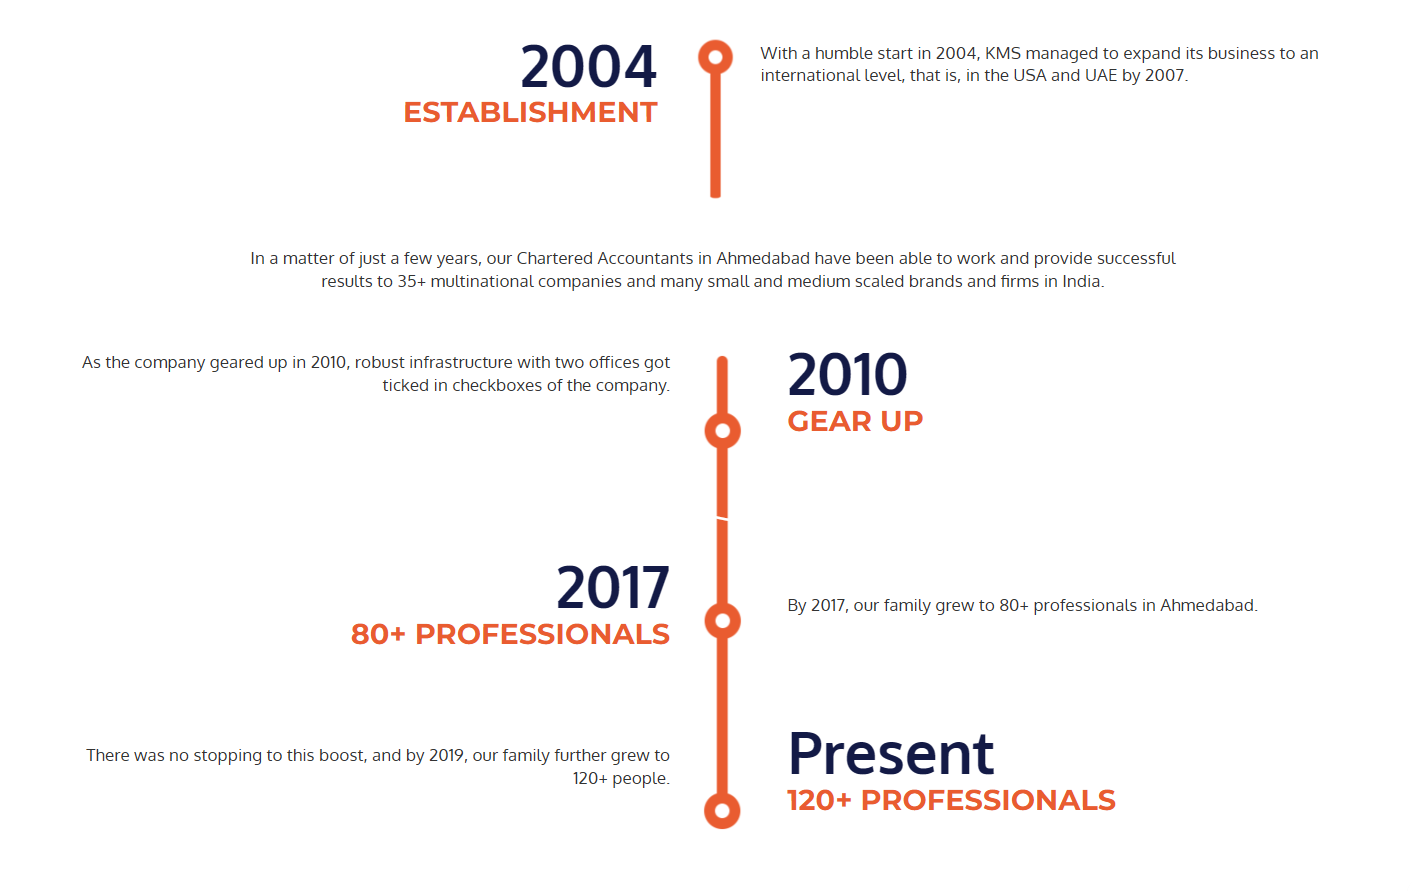 2004
ESTABLISHMENT
With a humble start in 2004, KMS managed to expand its business to an
international level, that is, in the USA and UAE by 2007.
In a matter of just a few years, our Chartered Accountants in Ahmedabad have been able to work and provide successful
results to 35+ multinational companies and many small and medium scaled brands and firms in India.
As the company geared up in 2010, robust infrastructure with two offices got
ticked in checkboxes of the company.
2010
GEAR UP
2017
80+ PROFESSIONALS
By 2017, our family grew to 80+ professionals in Ahmedabad.
There was no stopping to this boost, and by 2019, our family further grew to
120+ people.
Present
120+ PROFESSIONALS